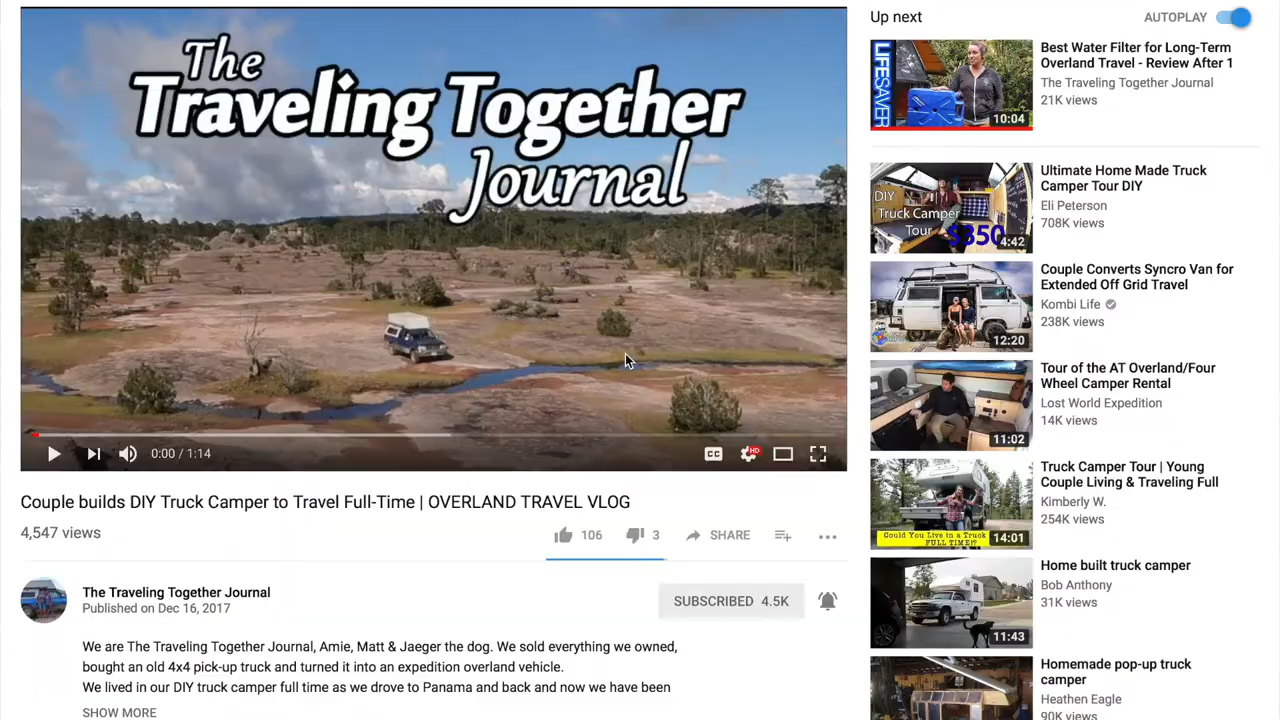 The
Traveling Together
Journal
0:00 / 1:14
CC
HD
Couple builds DIY Truck Camper to Travel Full-Time | OVERLAND TRAVEL VLOG
4,547 views
106
3
SHARE
The Traveling Together Journal
Published on Dec 16, 2017
SUBSCRIBED 4.5K
We are The Traveling Together Journal, Amie, Matt & Jaeger the dog. We sold everything we owned,
bought an old 4x4 pick-up truck and turned it into an expedition overland vehicle.
We lived in our DIY truck camper full time as we drove to Panama and back and now we have been
SHOW MORE
Up next
AUTOPLAY
LIFESAVER
10:04
Best Water Filter for Long-Term
Overland Travel - Review After 1
The Traveling Together Journal
21K views
DIY
Truck Camper
Tour
$350
4:42
Ultimate Home Made Truck
Camper Tour DIY
Eli Peterson
708K views
12:20
Couple Converts Syncro Van for
Extended Off Grid Travel
Kombi Life
238K views
11:02
Tour of the AT Overland/Four
Wheel Camper Rental
Lost World Expedition
14K views
Could You Live in a Truck
FULL TIME!?
14:01
Truck Camper Tour | Young
Couple Living & Traveling Full
Kimberly W.
254K views
11:43
Home built truck camper
Bob Anthony
31K views
Homemade pop-up truck
camper
Heathen Eagle
90K views